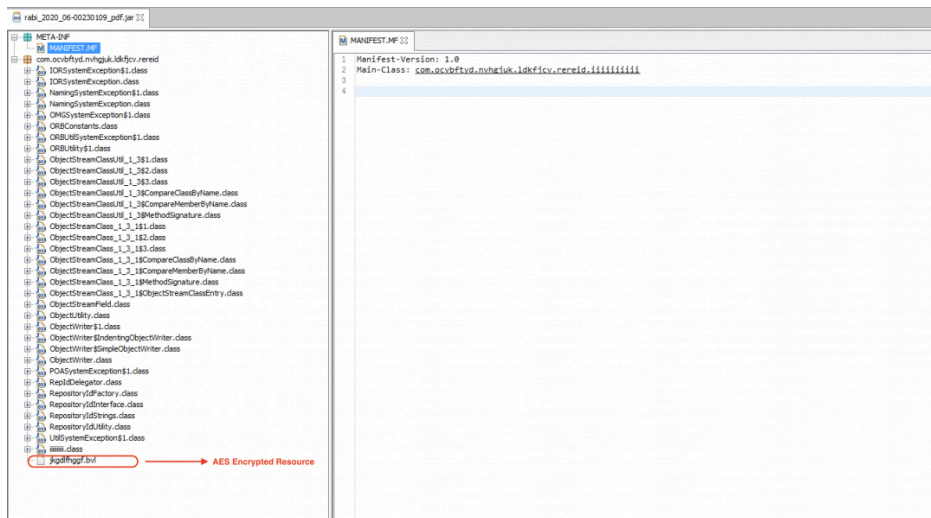 rabi_2020_06-00230109_pdf.jar
META-INF
MANIFEST.MF
com.ocvbftyd.nvhgjuk.ldkfjcv.rereid
IORSystemException$1.class
IORSystemException.class
NamingSystemException$1.class
NamingSystemException.class
OMGSystemException$1.class
ORBConstants.class
ORBUtilSystemException$1.class
ORBUtility$1.class
ObjectStreamClassUtil_1_3$1.class
ObjectStreamClassUtil_1_3$2.class
ObjectStreamClassUtil_1_3$3.class
ObjectStreamClassUtil_1_3$CompareClassByName.class
ObjectStreamClassUtil_1_3$CompareMemberByName.class
ObjectStreamClassUtil_1_3$MethodSignature.class
ObjectStreamClass_1_3_1$1.class
ObjectStreamClass_1_3_1$2.class
ObjectStreamClass_1_3_1$3.class
ObjectStreamClass_1_3_1$CompareClassByName.class
ObjectStreamClass_1_3_1$CompareMemberByName.class
ObjectStreamClass_1_3_1$MethodSignature.class
ObjectStreamClass_1_3_1$ObjectStreamClassEntry.class
ObjectStreamField.class
ObjectUtility.class
ObjectWriter$1.class
ObjectWriter$IndentingObjectWriter.class
ObjectWriter$SimpleObjectWriter.class
ObjectWriter.class
POASystemException$1.class
RepIdDelegator.class
RepositoryIdFactory.class
RepositoryIdInterface.class
RepositoryIdStrings.class
RepositoryIdUtility.class
UtilSystemException$1.class
jkgdlfhggf.bvl
AES Encrypted Resource
MANIFEST.MF
1 Manifest-Version: 1.0
2 Main-Class: com.ocvbftyd.nvhgjuk.ldkfjcv.rereid.iiiiiiiiii
3
4